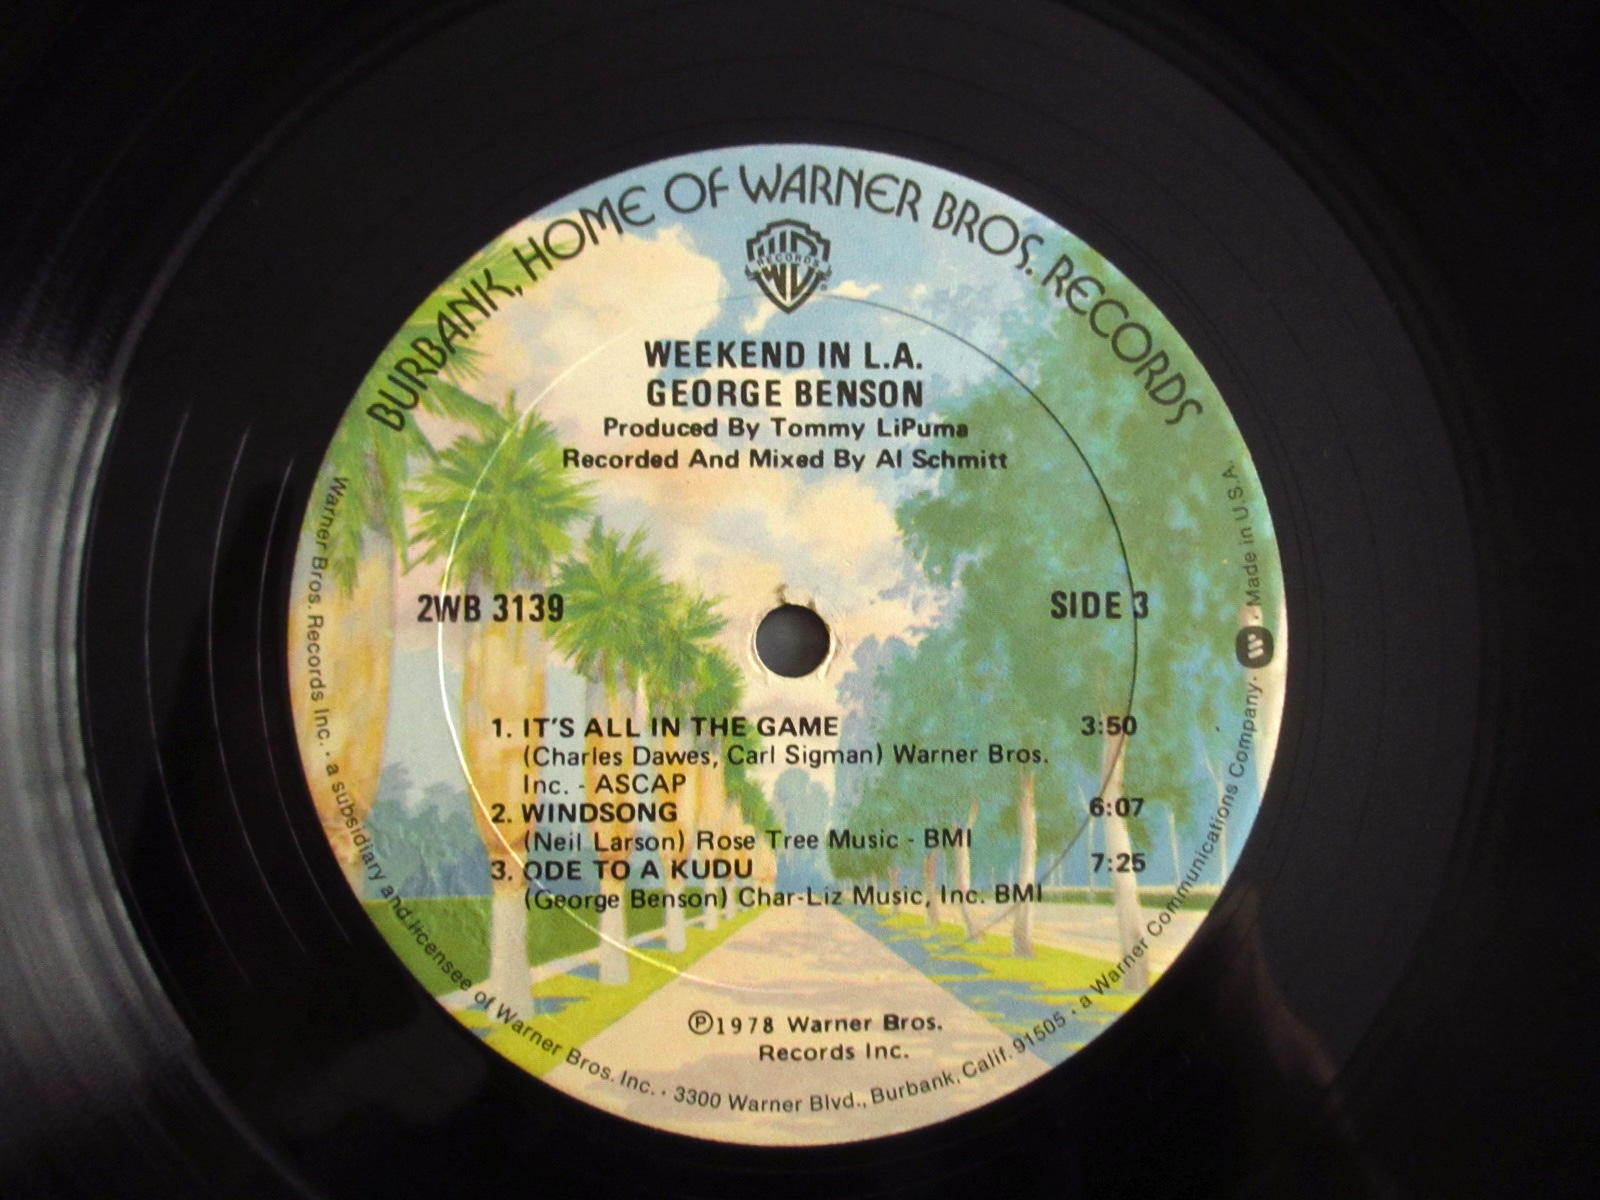 BURBANK, HOME OF WARNER BROS. RECORDS
RECORDS
WEEKEND IN L.A.
GEORGE BENSON
Produced By Tommy LiPuma
Recorded And Mixed By Al Schmitt
2WB 3139
SIDE 3
1. IT'S ALL IN THE GAME 3:50
(Charles Dawes, Carl Sigman) Warner Bros.
Inc. - ASCAP
2. WINDSONG 6:07
(Neil Larson) Rose Tree Music - BMI
3. ODE TO A KUDU 7:25
(George Benson) Char-Liz Music, Inc. BMI
℗1978 Warner Bros.
Records Inc.
Warner Bros. Records Inc. · a subsidiary and licensee of Warner Bros. Inc. · 3300 Warner Blvd., Burbank, Calif. 91505 · a Warner Communications Company · Made in U.S.A.